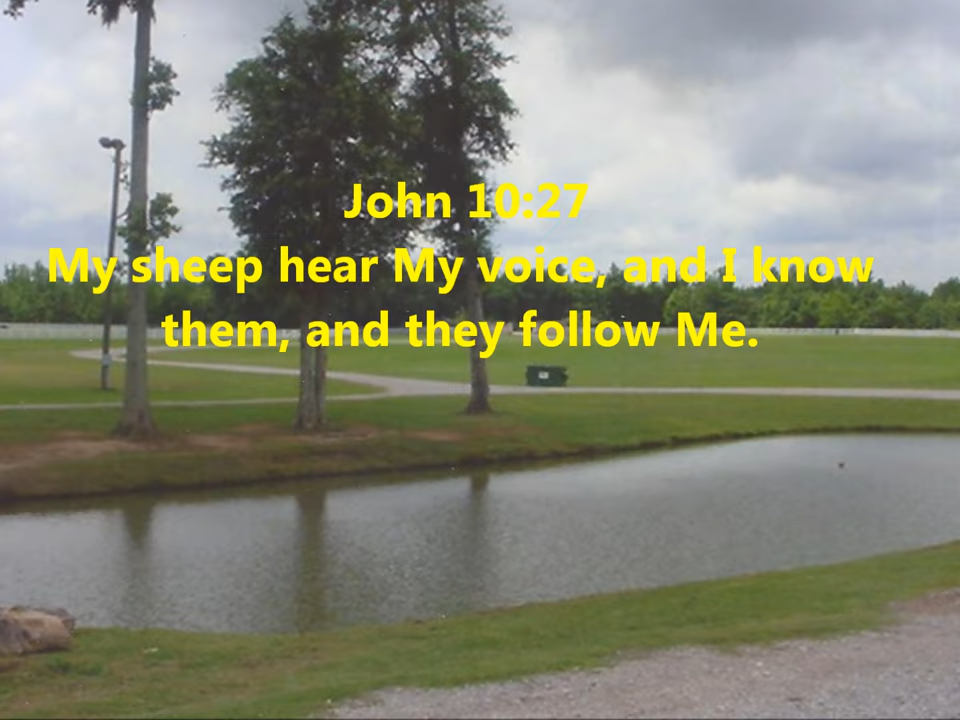 John 10:27
My sheep hear My voice, and I know
them, and they follow Me.